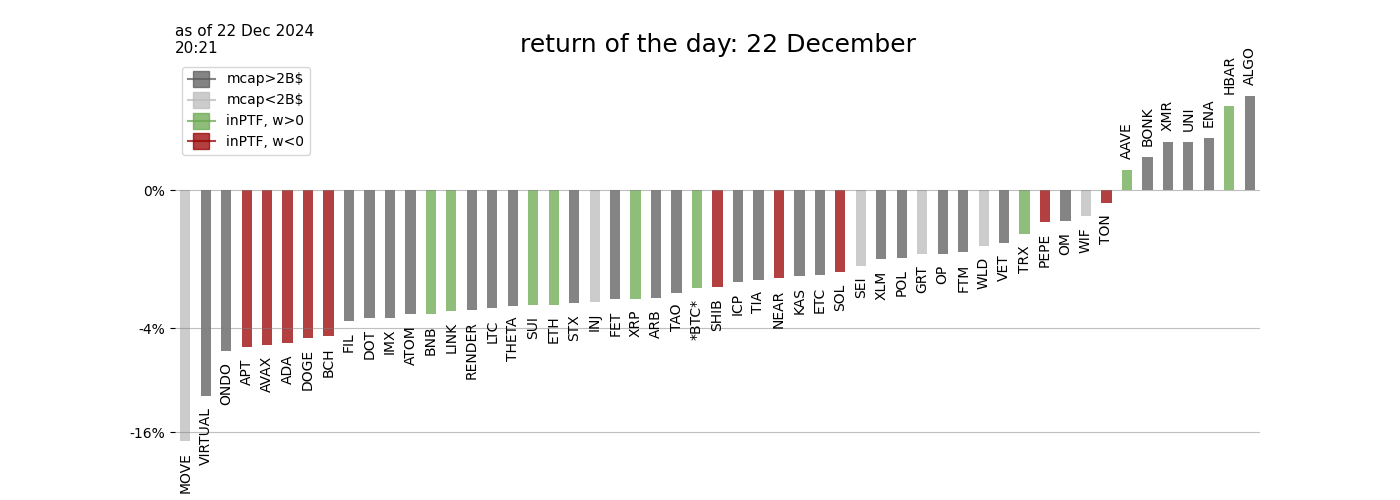 as of 22 Dec 2024
20:21
return of the day: 22 December
mcap>2B$
mcap<2B$
inPTF, w>0
inPTF, w<0
0%
-4%
-16%
MOVE
VIRTUAL
ONDO
APT
AVAX
ADA
DOGE
BCH
FIL
DOT
IMX
ATOM
BNB
LINK
RENDER
LTC
THETA
SUI
ETH
STX
INJ
FET
XRP
ARB
TAO
*BTC*
SHIB
ICP
TIA
NEAR
KAS
ETC
SOL
SEI
XLM
POL
GRT
OP
FTM
WLD
VET
TRX
PEPE
OM
WIF
TON
AAVE
BONK
XMR
UNI
ENA
HBAR
ALGO